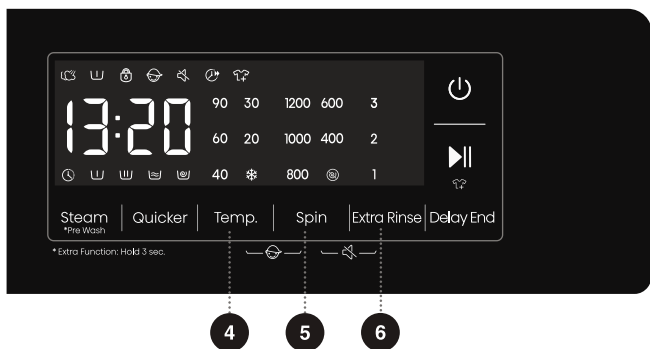 13:20
90 30 1200 600 3
60 20 1000 400 2
40 800 1
Steam Quicker Temp. Spin Extra Rinse Delay End
*Pre Wash
* Extra Function: Hold 3 sec.
4 5 6